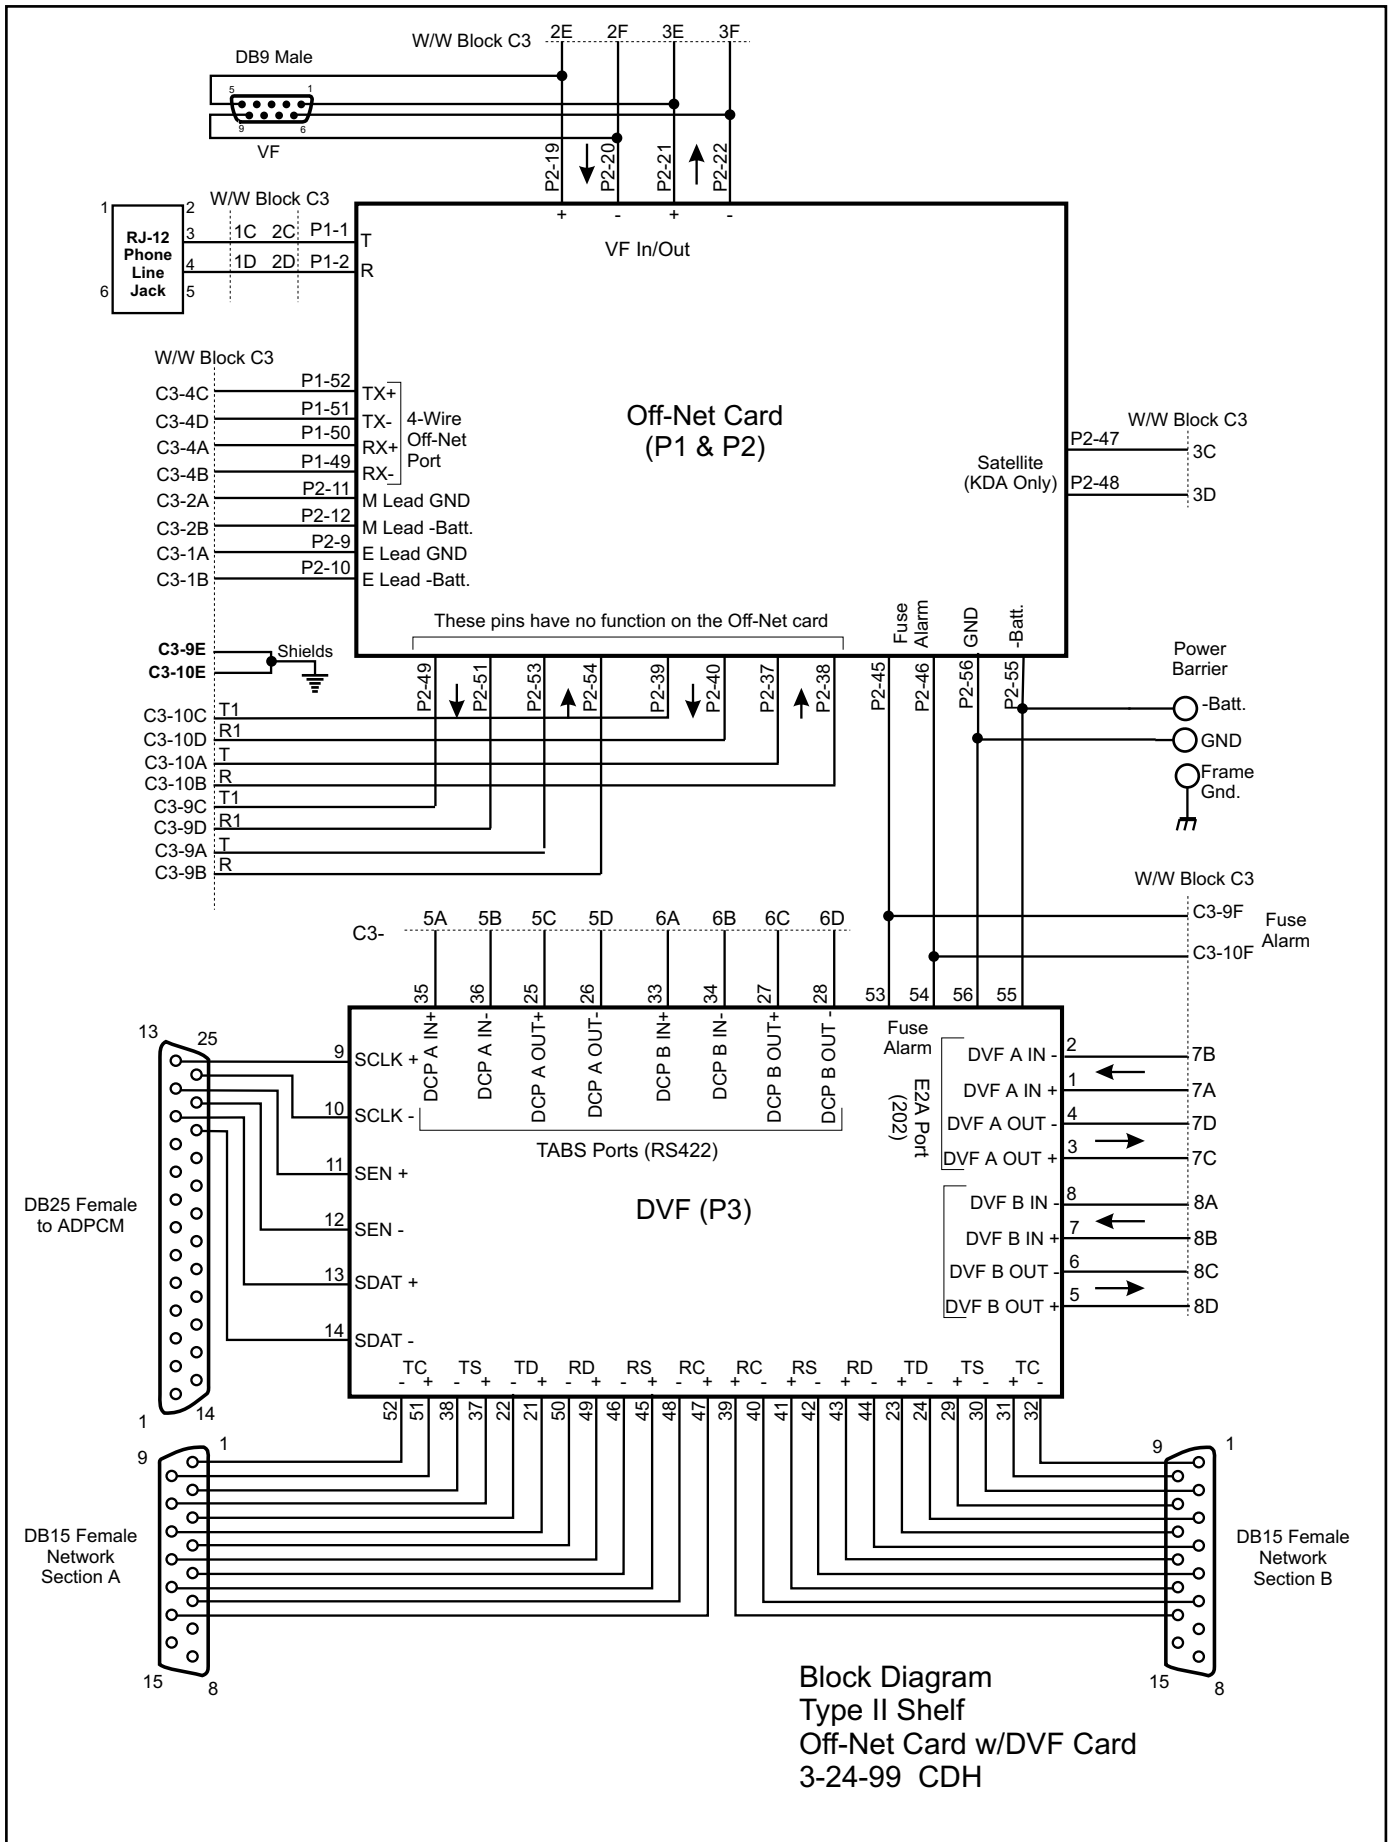 W/W Block C3 2E 2F 3E 3F
DB9 Male
5 1
9 6
VF
P2-19 P2-20 P2-21 P2-22
+ - + -
VF In/Out
W/W Block C3
1 2
RJ-12
Phone
Line
Jack
3 1C 2C P1-1 T
4 1D 2D P1-2 R
6 5
W/W Block C3
C3-4C P1-52 TX+
C3-4D P1-51 TX-
C3-4A P1-50 RX+
C3-4B P1-49 RX-
4-Wire
Off-Net
Port
C3-2A P2-11 M Lead GND
C3-2B P2-12 M Lead -Batt.
C3-1A P2-9 E Lead GND
C3-1B P2-10 E Lead -Batt.
Off-Net Card
(P1 & P2)
W/W Block C3
Satellite
(KDA Only)
P2-47 3C
P2-48 3D
These pins have no function on the Off-Net card
Fuse
Alarm
GND
-Batt.
C3-9E
C3-10E
Shields
P2-49 P2-51 P2-53 P2-54 P2-39 P2-40 P2-37 P2-38 P2-45 P2-46 P2-56 P2-55
Power
Barrier
-Batt.
GND
Frame
Gnd.
C3-10C T1
C3-10D R1
C3-10A T
C3-10B R
C3-9C T1
C3-9D R1
C3-9A T
C3-9B R
W/W Block C3
C3-9F
C3-10F
Fuse
Alarm
C3- 5A 5B 5C 5D 6A 6B 6C 6D
35 36 25 26 33 34 27 28 53 54 56 55
DCP A IN+
DCP A IN-
DCP A OUT+
DCP A OUT-
DCP B IN+
DCP B IN-
DCP B OUT+
DCP B OUT -
Fuse
Alarm
TABS Ports (RS422)
DVF (P3)
13 25
9 SCLK +
10 SCLK -
11 SEN +
12 SEN -
13 SDAT +
14 SDAT -
DB25 Female
to ADPCM
1 14
E2A Port
(202)
DVF A IN - 2 7B
DVF A IN + 1 7A
DVF A OUT - 4 7D
DVF A OUT + 3 7C
DVF B IN - 8 8A
DVF B IN + 7 8B
DVF B OUT - 6 8C
DVF B OUT + 5 8D
TC TS TD RD RS RC RC RS RD TD TS TC
- + - + - + - + - + - + + - + - + - + - + - + -
52 51 38 37 22 21 50 49 46 45 48 47 39 40 41 42 43 44 23 24 29 30 31 32
9 1
DB15 Female
Network
Section A
15 8
9 1
DB15 Female
Network
Section B
15 8
Block Diagram
Type II Shelf
Off-Net Card w/DVF Card
3-24-99 CDH